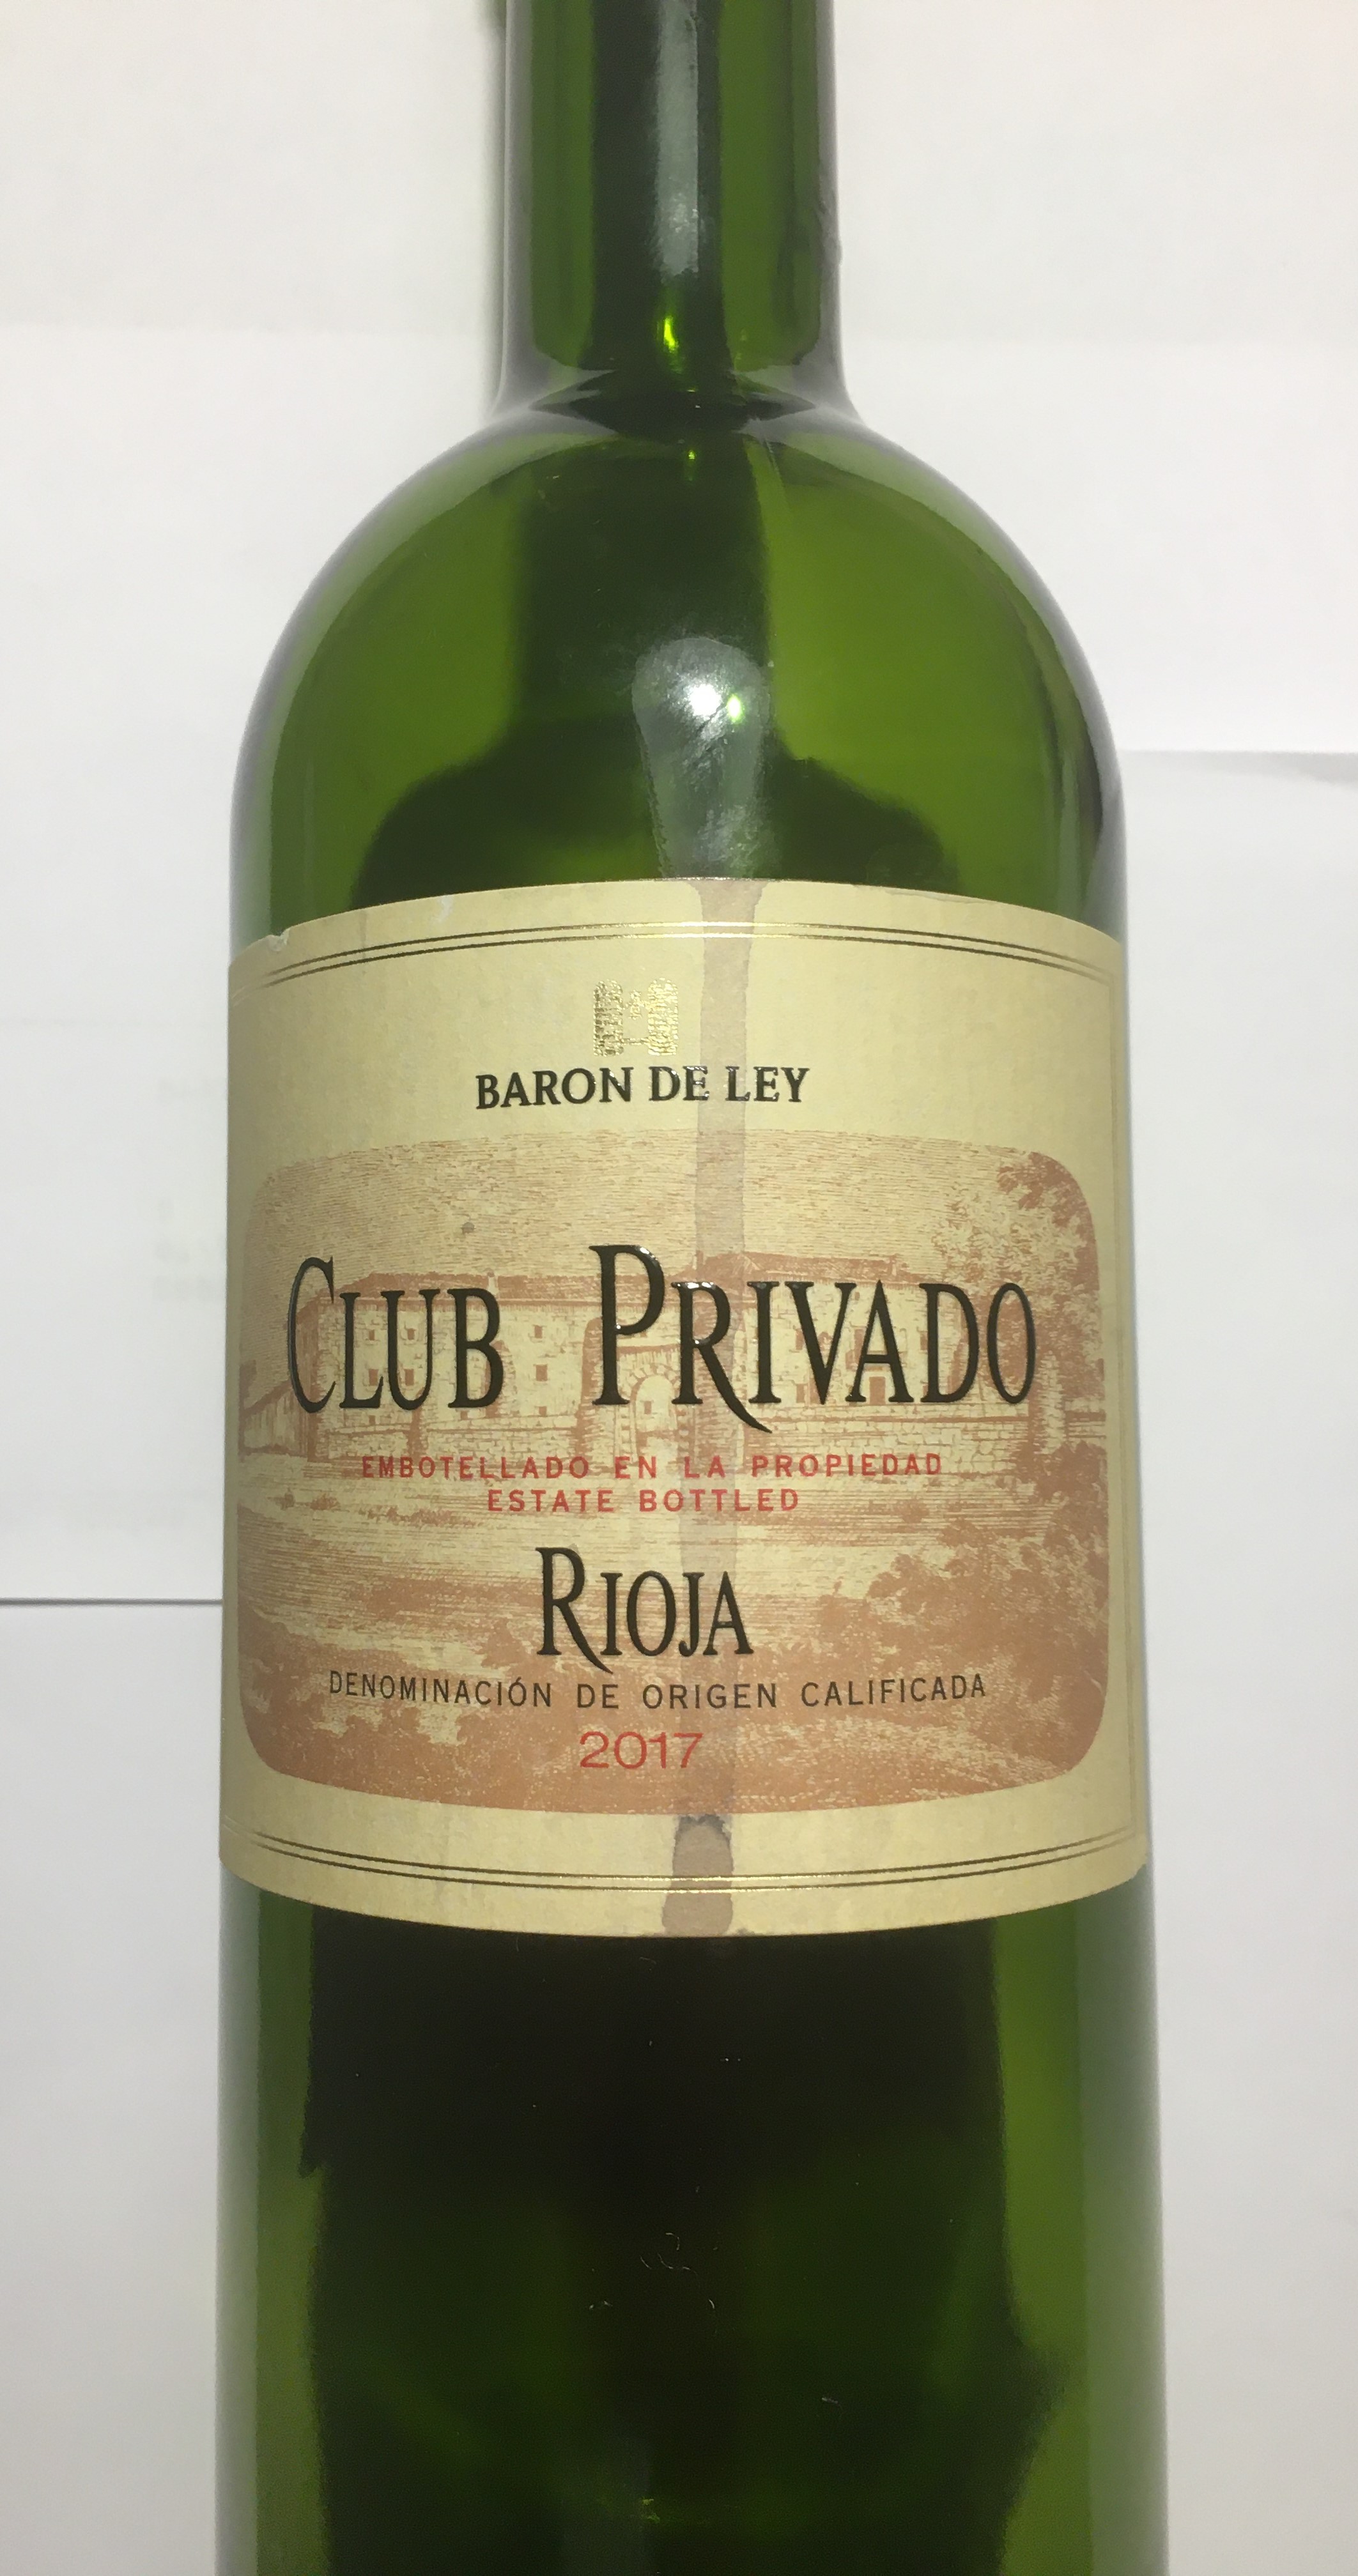 BARON DE LEY
CLUB PRIVADO
EMBOTELLADO EN LA PROPIEDAD
ESTATE BOTTLED
RIOJA
DENOMINACIÓN DE ORIGEN CALIFICADA
2017